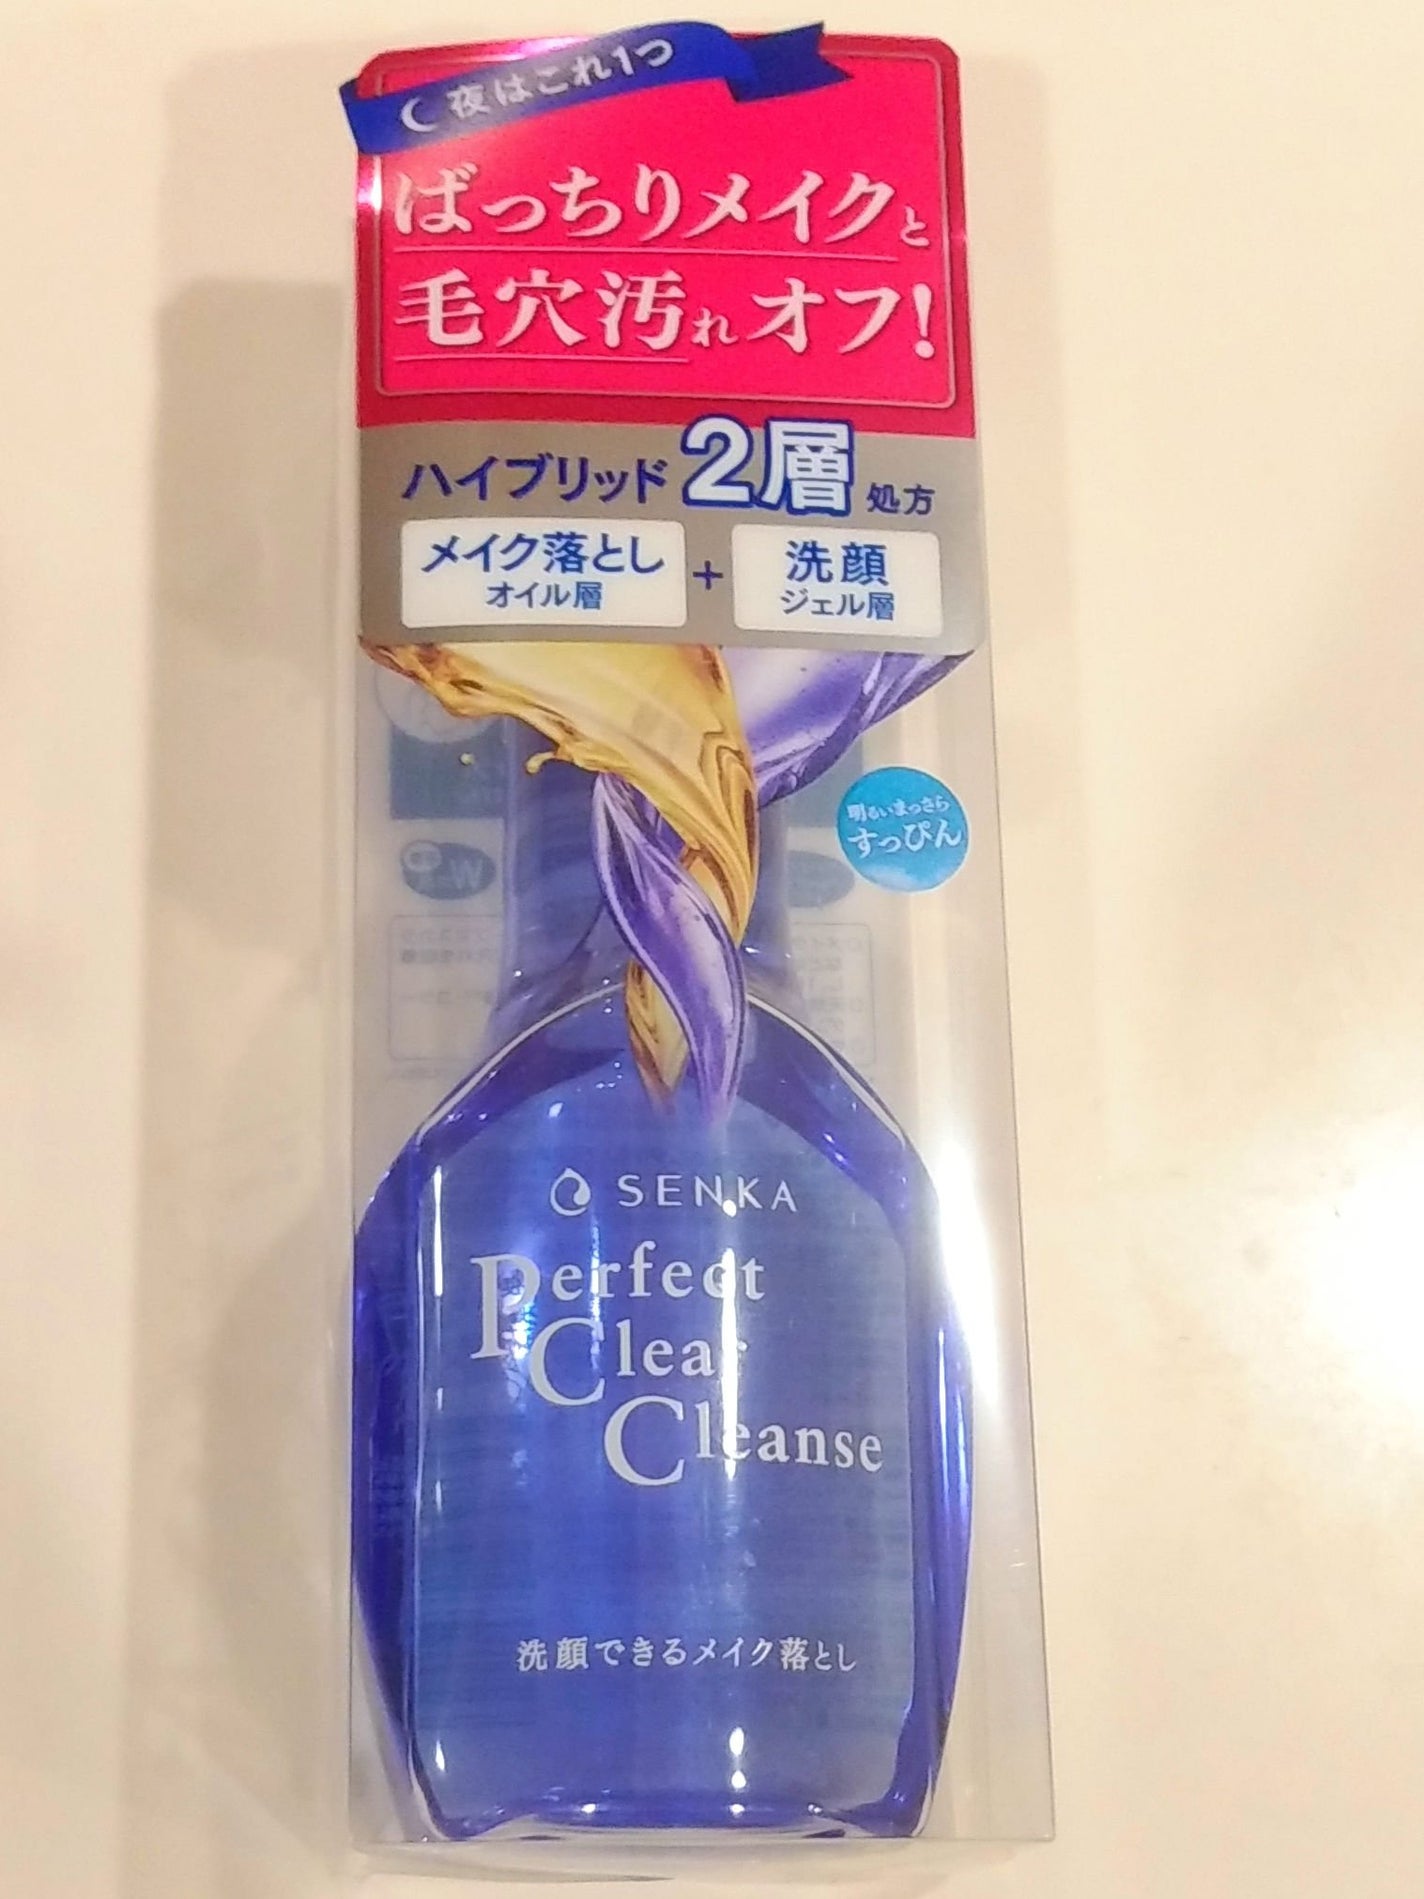 夜はこれ1つ
ばっちりメイクと
毛穴汚れオフ!
ハイブリッド2層処方
メイク落とし
オイル層
+
洗顔
ジェル層
明るいまっさら
すっぴん
SENKA
Perfect
Clear
Cleanse
洗顔できるメイク落とし